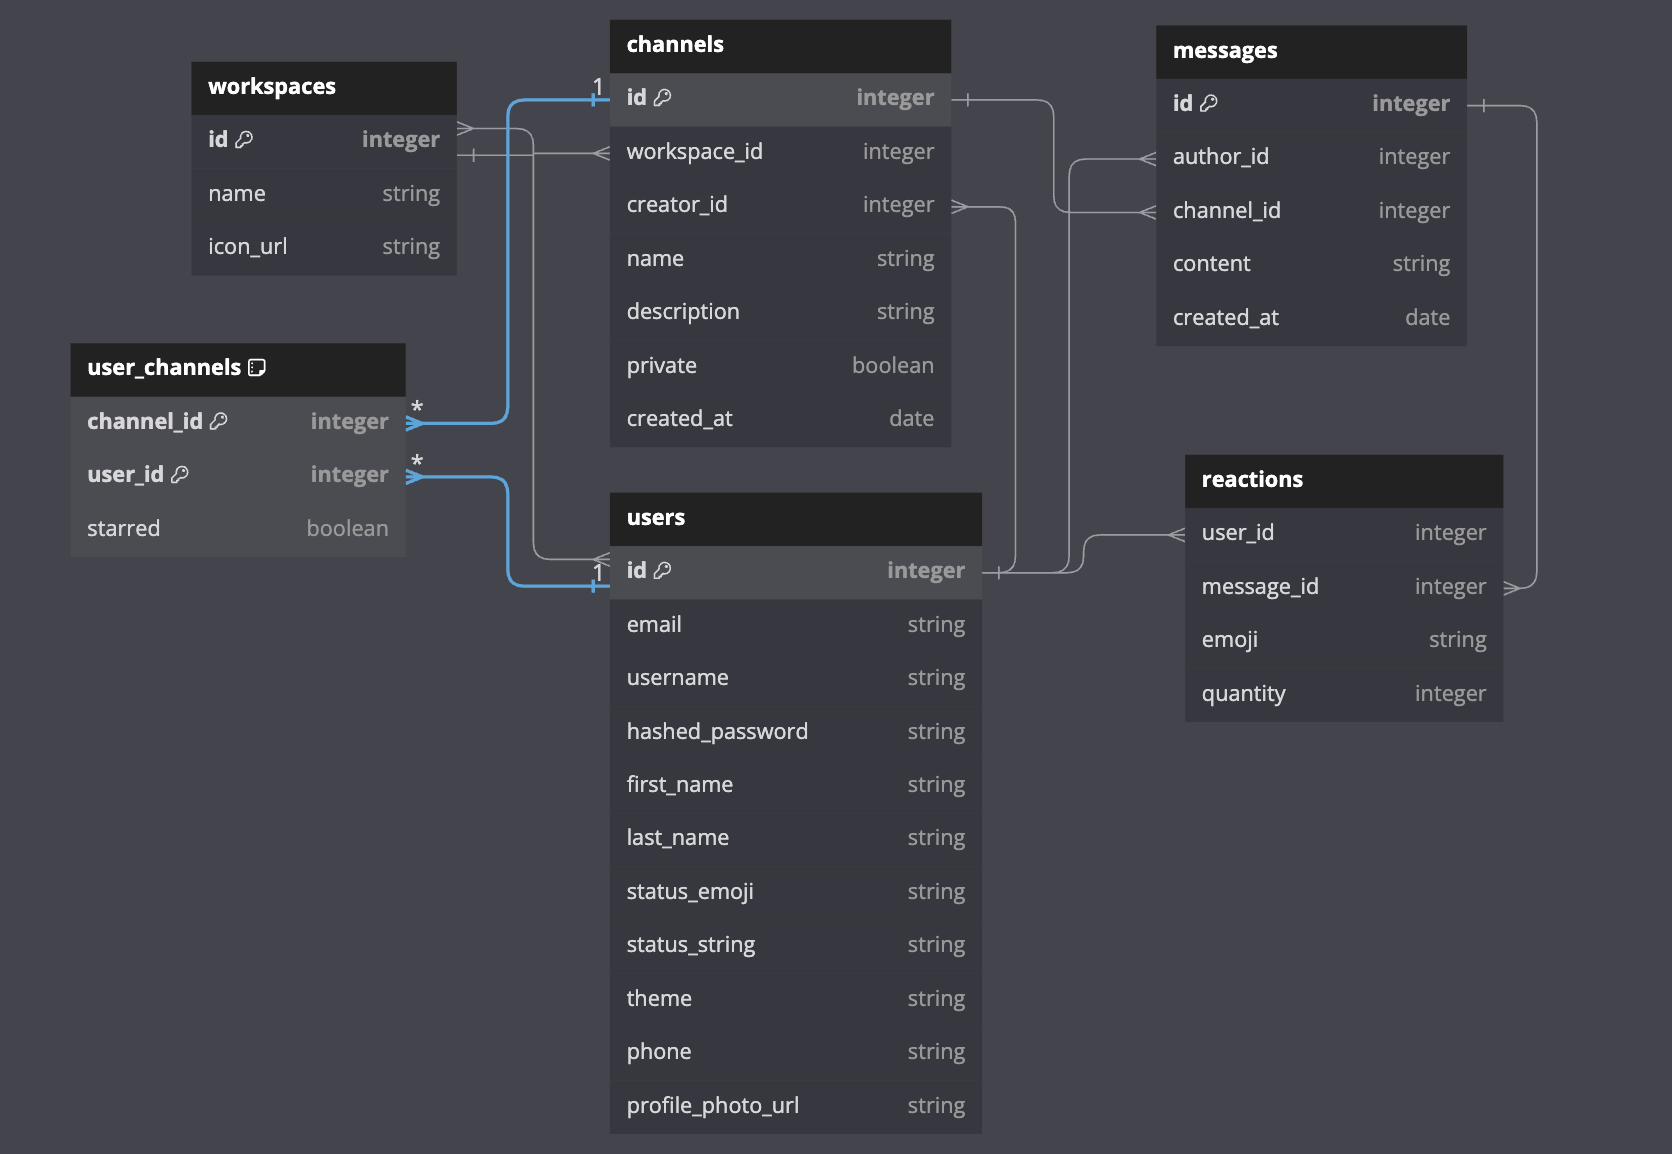 workspaces
id integer
name string
icon_url string
user_channels
channel_id integer *
user_id integer *
starred boolean
channels
1 id integer
workspace_id integer
creator_id integer
name string
description string
private boolean
created_at date
users
1 id integer
email string
username string
hashed_password string
first_name string
last_name string
status_emoji string
status_string string
theme string
phone string
profile_photo_url string
messages
id integer
author_id integer
channel_id integer
content string
created_at date
reactions
user_id integer
message_id integer
emoji string
quantity integer